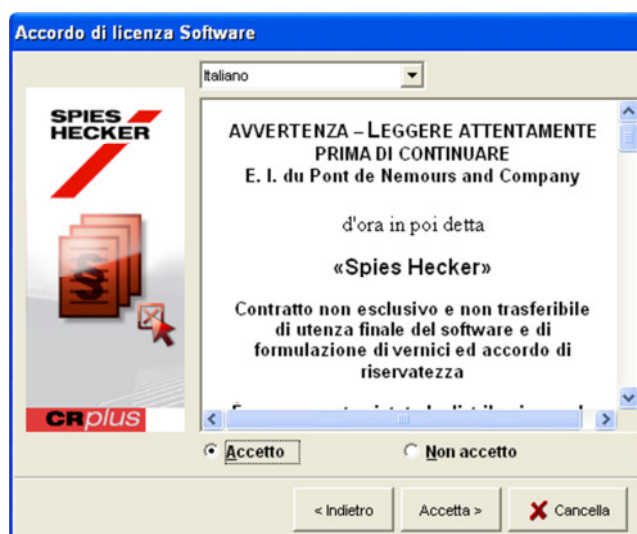 Accordo di licenza Software
Italiano
SPIES
HECKER
AVVERTENZA – LEGGERE ATTENTAMENTE
PRIMA DI CONTINUARE
E. I. du Pont de Nemours and Company
d'ora in poi detta
«Spies Hecker»
Contratto non esclusivo e non trasferibile
di utenza finale del software e di
formulazione di vernici ed accordo di
riservatezza
CRplus
Accetto
Non accetto
< Indietro
Accetta >
Cancella